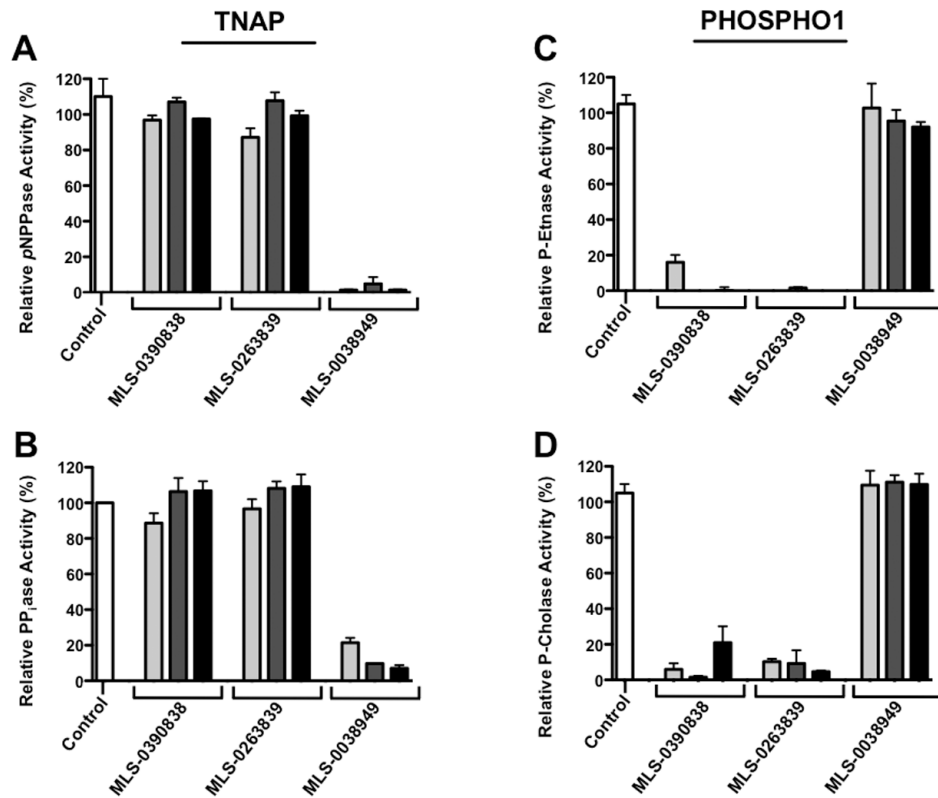 TNAP
A
Relative pNPPase Activity (%)
120
100
80
60
40
20
0
Control
MLS-0390838
MLS-0263839
MLS-0038949
B
Relative PPiase Activity (%)
120
100
80
60
40
20
0
Control
MLS-0390838
MLS-0263839
MLS-0038949
PHOSPHO1
C
Relative P-Etnase Activity (%)
120
100
80
60
40
20
0
Control
MLS-0390838
MLS-0263839
MLS-0038949
D
Relative P-Cholase Activity (%)
120
100
80
60
40
20
0
Control
MLS-0390838
MLS-0263839
MLS-0038949